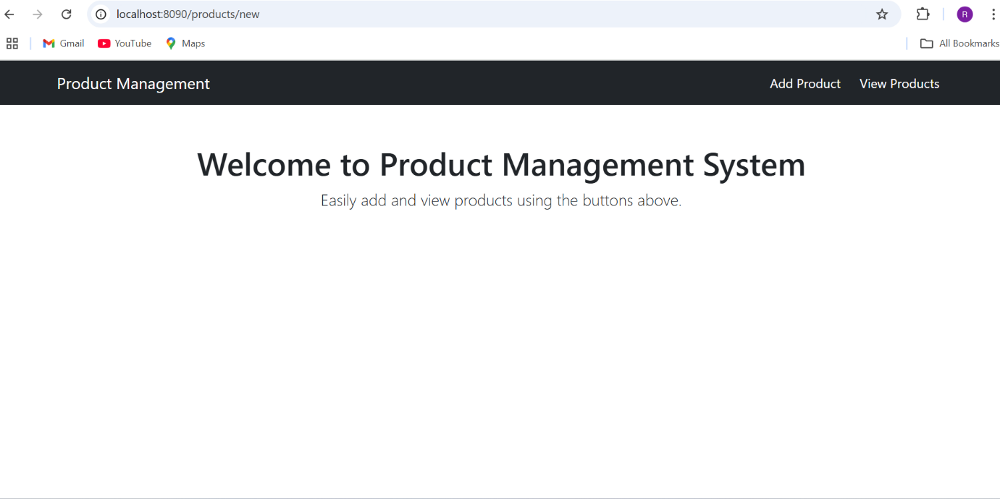 localhost:8090/products/new
R
Gmail YouTube Maps All Bookmarks
Product Management Add Product View Products
Welcome to Product Management System
Easily add and view products using the buttons above.